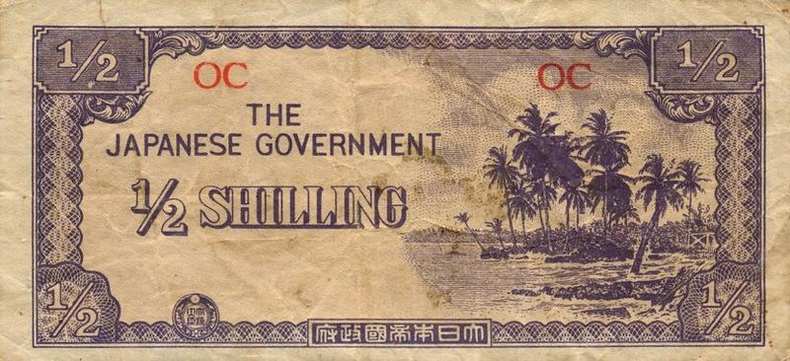 1/2
1/2
OC
OC
THE
JAPANESE GOVERNMENT
1/2 SHILLING
1/2
1/2
大日本帝國政府